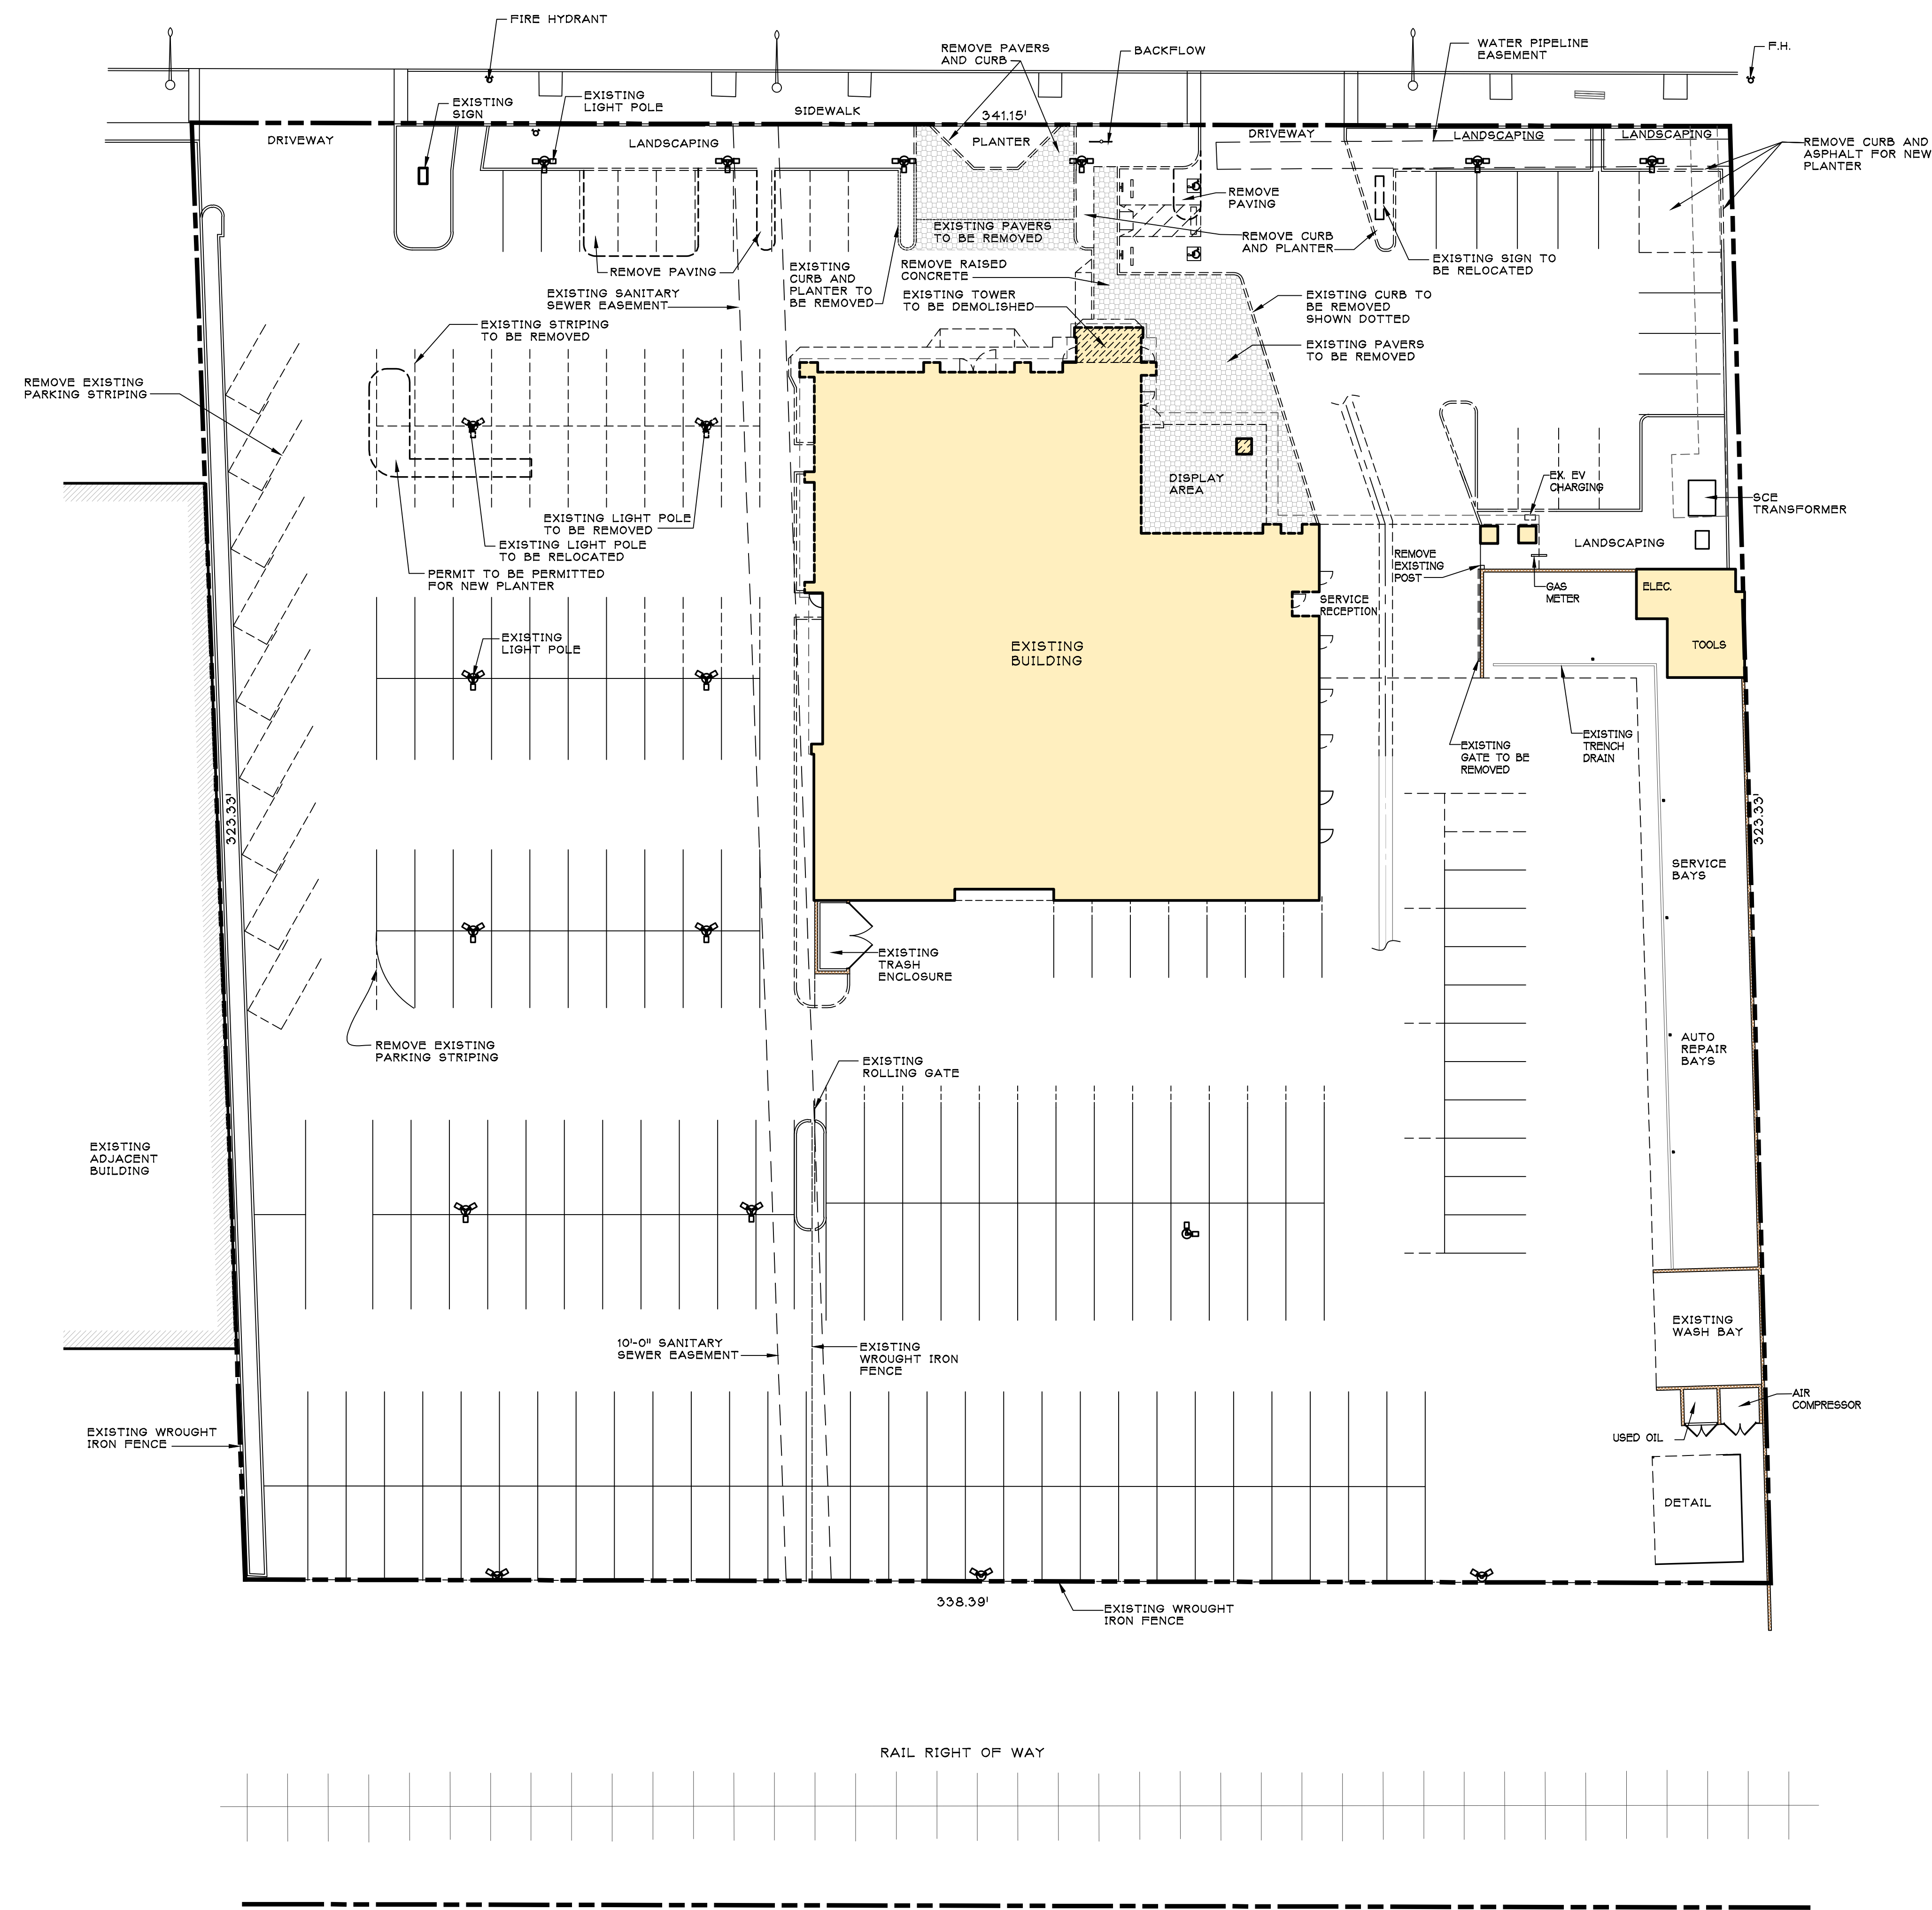 FIRE HYDRANT
REMOVE PAVERS
AND CURB
BACKFLOW
WATER PIPELINE
EASEMENT
F.H.
EXISTING
SIGN
EXISTING
LIGHT POLE
SIDEWALK
341.15'
DRIVEWAY
LANDSCAPING
PLANTER
DRIVEWAY
LANDSCAPING
LANDSCAPING
REMOVE CURB AND
ASPHALT FOR NEW
PLANTER
REMOVE
PAVING
EXISTING PAVERS
TO BE REMOVED
REMOVE CURB
AND PLANTER
EXISTING SIGN TO
BE RELOCATED
REMOVE PAVING
EXISTING
CURB AND
PLANTER TO
BE REMOVED
REMOVE RAISED
CONCRETE
EXISTING TOWER
TO BE DEMOLISHED
EXISTING SANITARY
SEWER EASEMENT
EXISTING CURB TO
BE REMOVED
SHOWN DOTTED
EXISTING STRIPING
TO BE REMOVED
EXISTING PAVERS
TO BE REMOVED
REMOVE EXISTING
PARKING STRIPING
DISPLAY
AREA
EX. EV
CHARGING
SCE
TRANSFORMER
EXISTING LIGHT POLE
TO BE REMOVED
EXISTING LIGHT POLE
TO BE RELOCATED
PERMIT TO BE PERMITTED
FOR NEW PLANTER
LANDSCAPING
REMOVE
EXISTING
POST
GAS
METER
ELEC.
SERVICE
RECEPTION
EXISTING
LIGHT POLE
EXISTING
BUILDING
TOOLS
EXISTING
GATE TO BE
REMOVED
EXISTING
TRENCH
DRAIN
323.33'
323.33'
SERVICE
BAYS
EXISTING
TRASH
ENCLOSURE
REMOVE EXISTING
PARKING STRIPING
AUTO
REPAIR
BAYS
EXISTING
ROLLING GATE
EXISTING
ADJACENT
BUILDING
10'-0" SANITARY
SEWER EASEMENT
EXISTING
WROUGHT IRON
FENCE
EXISTING
WASH BAY
AIR
COMPRESSOR
EXISTING WROUGHT
IRON FENCE
USED OIL
DETAIL
338.39'
EXISTING WROUGHT
IRON FENCE
RAIL RIGHT OF WAY